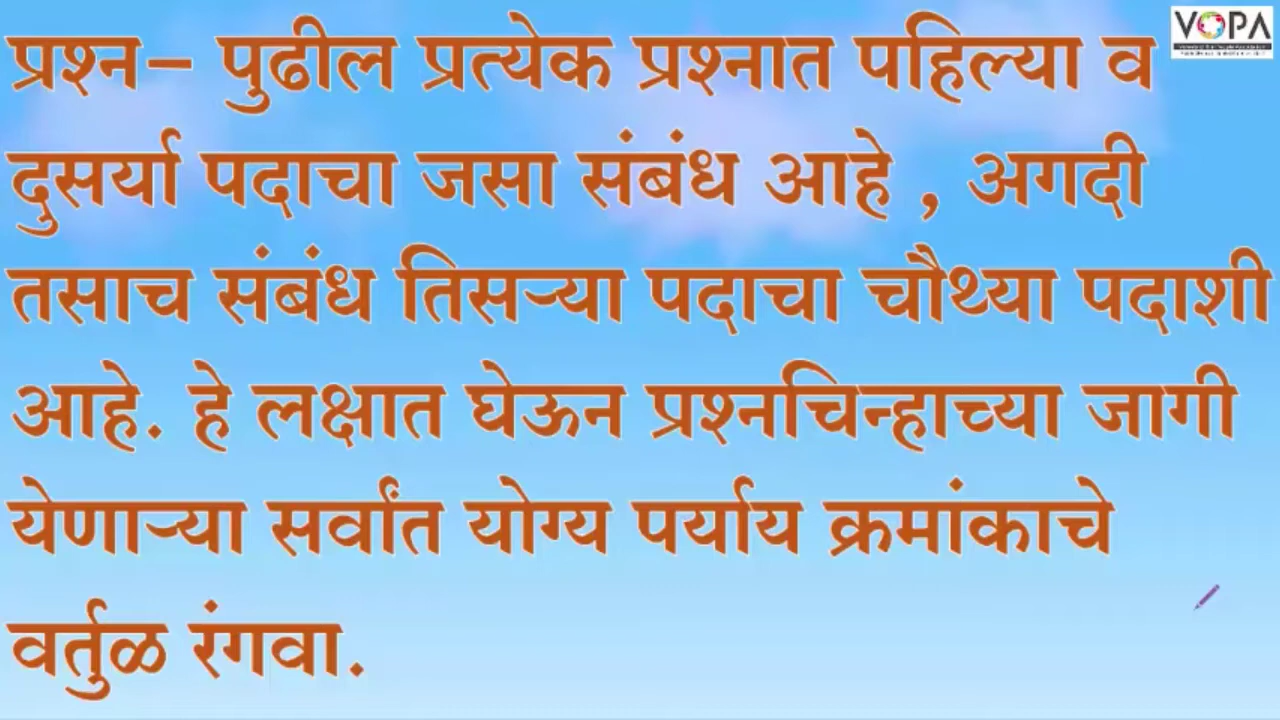 प्रश्न- पुढील प्रत्येक प्रश्नात पहिल्या व
दुसर्या पदाचा जसा संबंध आहे , अगदी
तसाच संबंध तिसऱ्या पदाचा चौथ्या पदाशी
आहे. हे लक्षात घेऊन प्रश्नचिन्हाच्या जागी
येणाऱ्या सर्वांत योग्य पर्याय क्रमांकाचे
वर्तुळ रंगवा.
VOPA